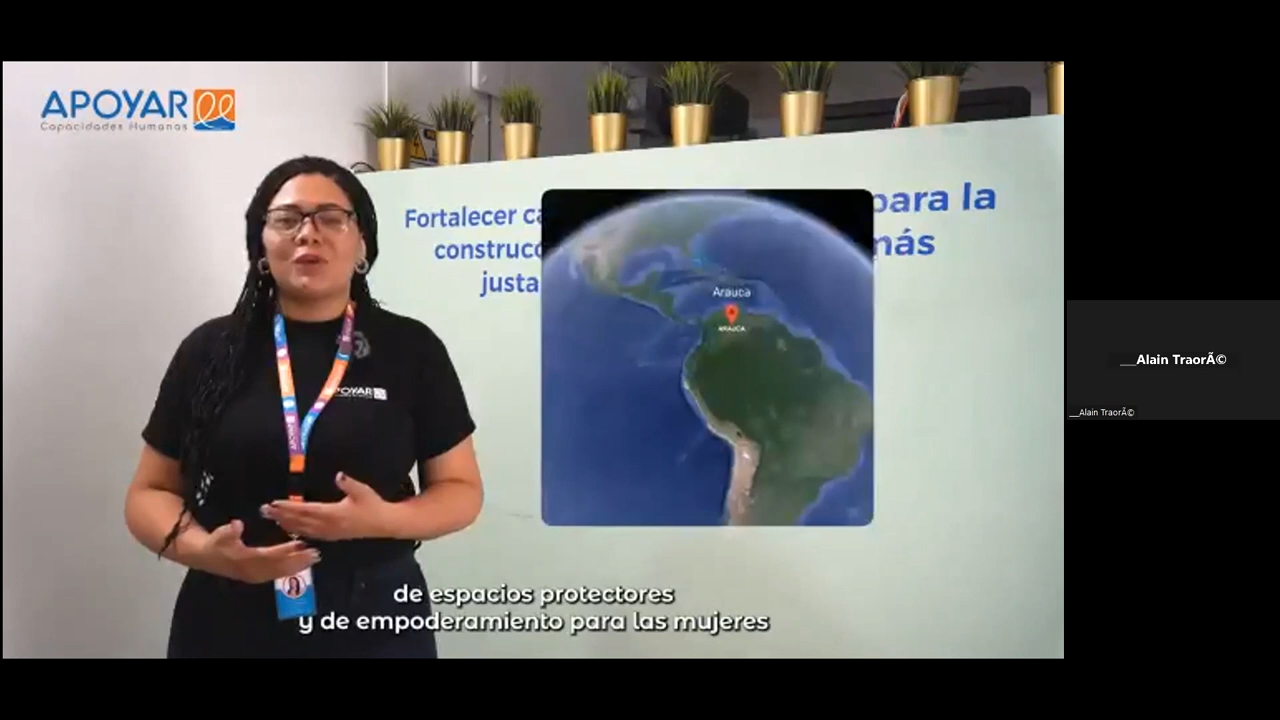 APOYAR
Capacidades Humanas
Fortalecer ca
construcc
justa
para la
más
Arauca
ARAUCA
APOYAR
de espacios protectores
y de empoderamiento para las mujeres
__Alain TraorÃ©
__Alain TraorÃ©